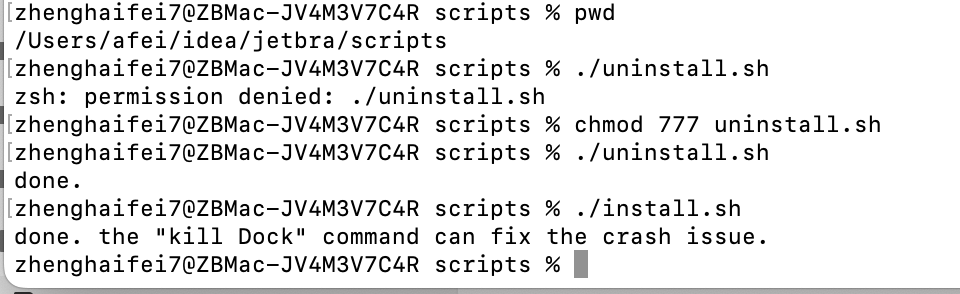 [zhenghaifei7@ZBMac-JV4M3V7C4R scripts % pwd
/Users/afei/idea/jetbra/scripts
[zhenghaifei7@ZBMac-JV4M3V7C4R scripts % ./uninstall.sh
zsh: permission denied: ./uninstall.sh
[zhenghaifei7@ZBMac-JV4M3V7C4R scripts % chmod 777 uninstall.sh
[zhenghaifei7@ZBMac-JV4M3V7C4R scripts % ./uninstall.sh
done.
[zhenghaifei7@ZBMac-JV4M3V7C4R scripts % ./install.sh
done. the "kill Dock" command can fix the crash issue.
zhenghaifei7@ZBMac-JV4M3V7C4R scripts %